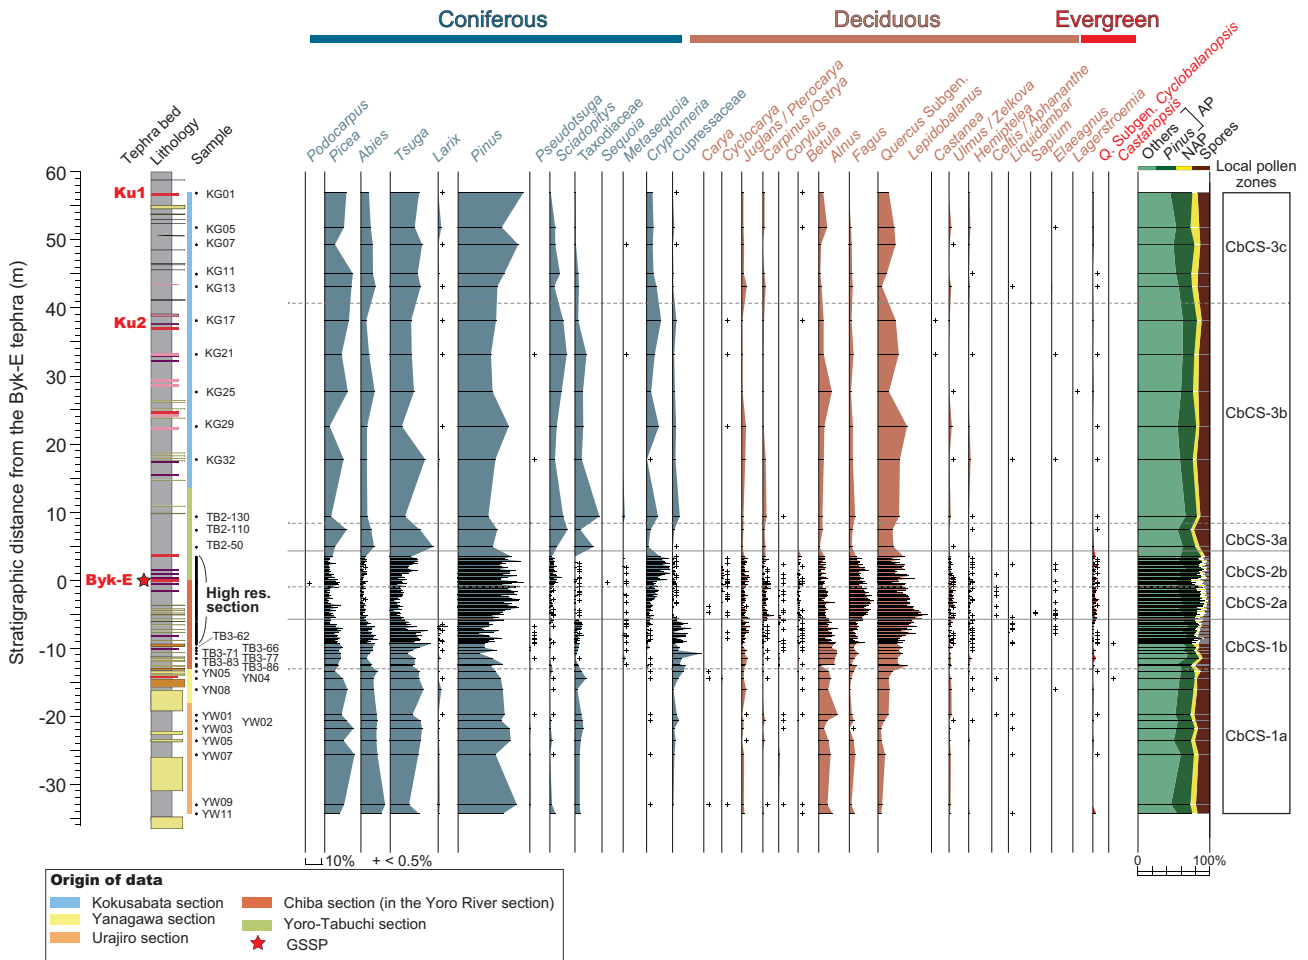 Coniferous
Deciduous
Evergreen
Tephra bed
Lithology
Sample
Podocarpus
Picea
Abies
Tsuga
Larix
Pinus
Pseudotsuga
Sciadopitys
Taxodiaceae
Sequoia
Metasequoia
Cryptomeria
Cupressaceae
Carya
Cyclocarya
Juglans / Pterocarya
Carpinus /Ostrya
Corylus
Betula
Alnus
Fagus
Quercus Subgen.
Lepidobalanus
Castanea
Ulmus / Zelkova
Hemiptelea
Celtis / Aphananthe
Liquidambar
Sapium
Elaeagnus
Lagerstroemia
Q. Subgen. Cyclobalanopsis
Castanopsis
Others
Pinus
AP
NAP
Spores
Local pollen
zones
Stratigraphic distance from the Byk-E tephra (m)
60
50
40
30
20
10
0
-10
-20
-30
Ku1
Ku2
Byk-E
KG01
KG05
KG07
KG11
KG13
KG17
KG21
KG25
KG29
KG32
TB2-130
TB2-110
TB2-50
High res.
section
TB3-62
TB3-66
TB3-71
TB3-77
TB3-83
TB3-86
YN05
YN04
YN08
YW01
YW02
YW03
YW05
YW07
YW09
YW11
CbCS-3c
CbCS-3b
CbCS-3a
CbCS-2b
CbCS-2a
CbCS-1b
CbCS-1a
10%
+ < 0.5%
0
100%
Origin of data
Kokusabata section
Yanagawa section
Urajiro section
Chiba section (in the Yoro River section)
Yoro-Tabuchi section
GSSP